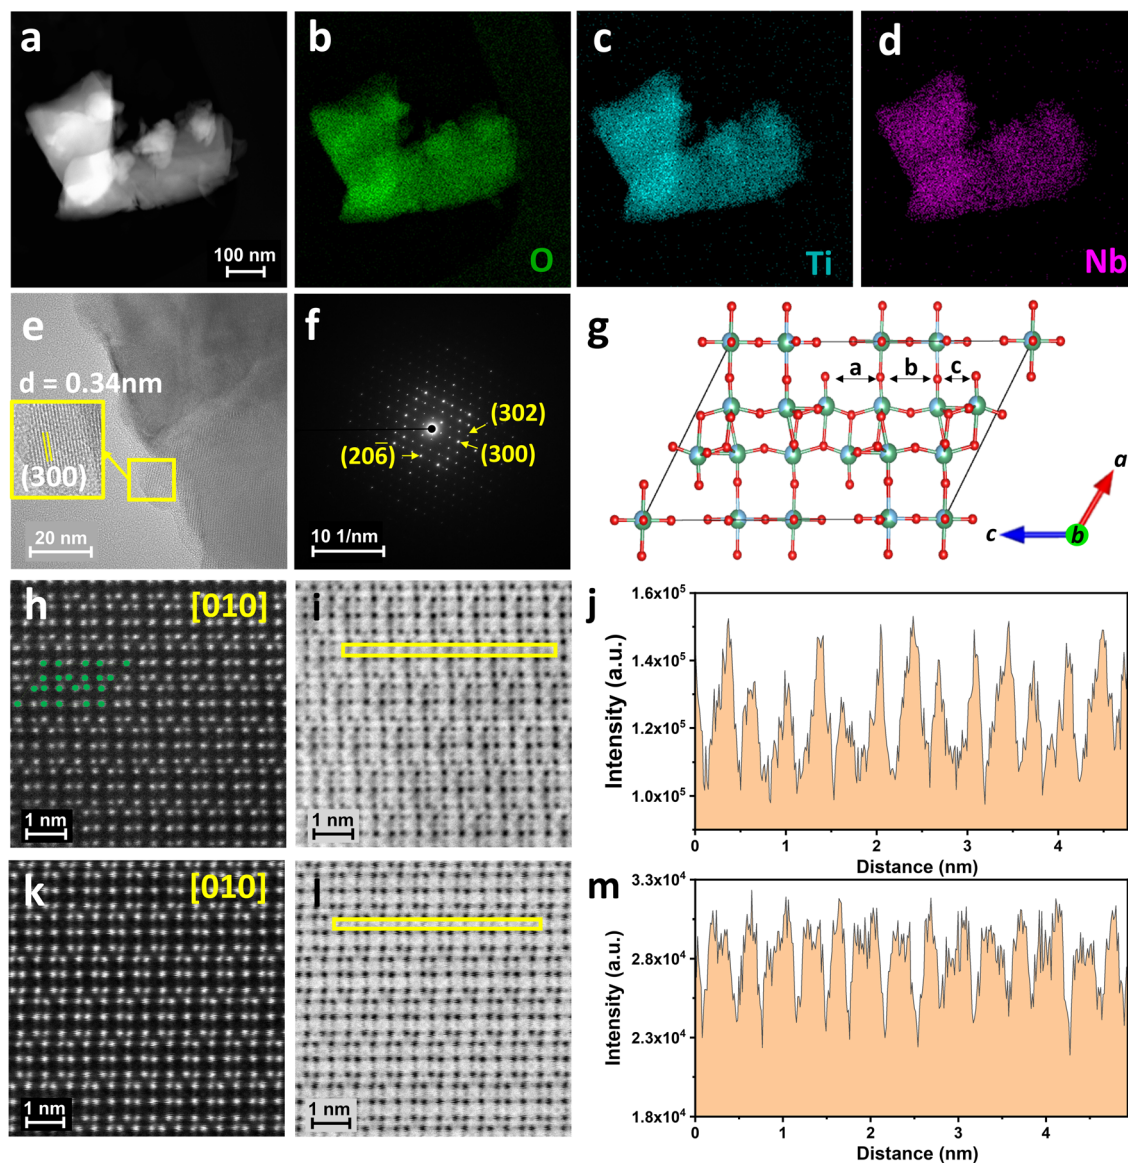 a
100 nm
b
O
c
Ti
d
Nb
e
d = 0.34nm
(300)
20 nm
f
(302)
(300)
(206̅)
10 1/nm
g
a
b
c
a
c
b
h
[010]
1 nm
i
1 nm
j
Intensity (a.u.)
1.6x10⁵
1.4x10⁵
1.2x10⁵
1.0x10⁵
0 1 2 3 4
Distance (nm)
k
[010]
1 nm
l
1 nm
m
Intensity (a.u.)
3.3x10⁴
2.8x10⁴
2.3x10⁴
1.8x10⁴
0 1 2 3 4
Distance (nm)